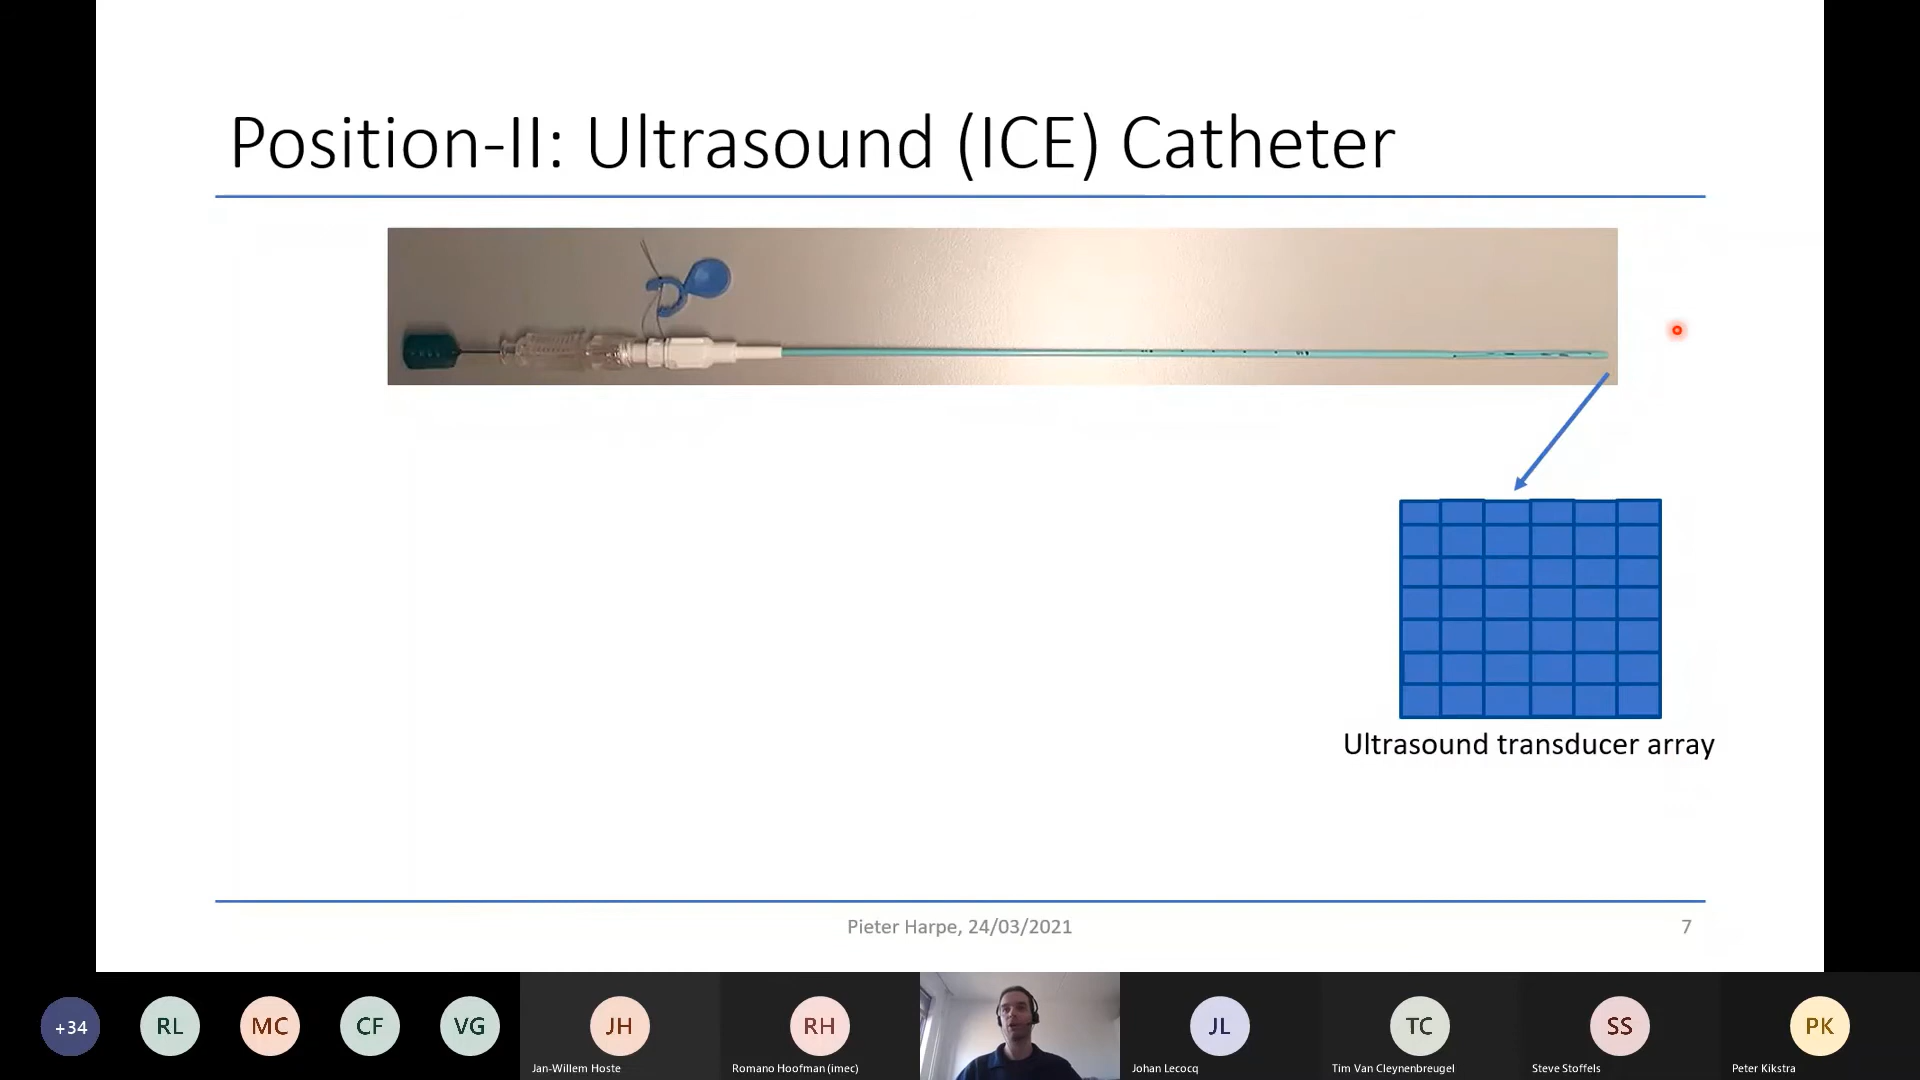 Position-II: Ultrasound (ICE) Catheter
Ultrasound transducer array
Pieter Harpe, 24/03/2021
7
+34
RL
MC
CF
VG
JH
RH
JL
TC
SS
PK
Jan-Willem Hoste
Romano Hoofman (imec)
Johan Lecocq
Tim Van Cleynenbreugel
Steve Stoffels
Peter Kikstra